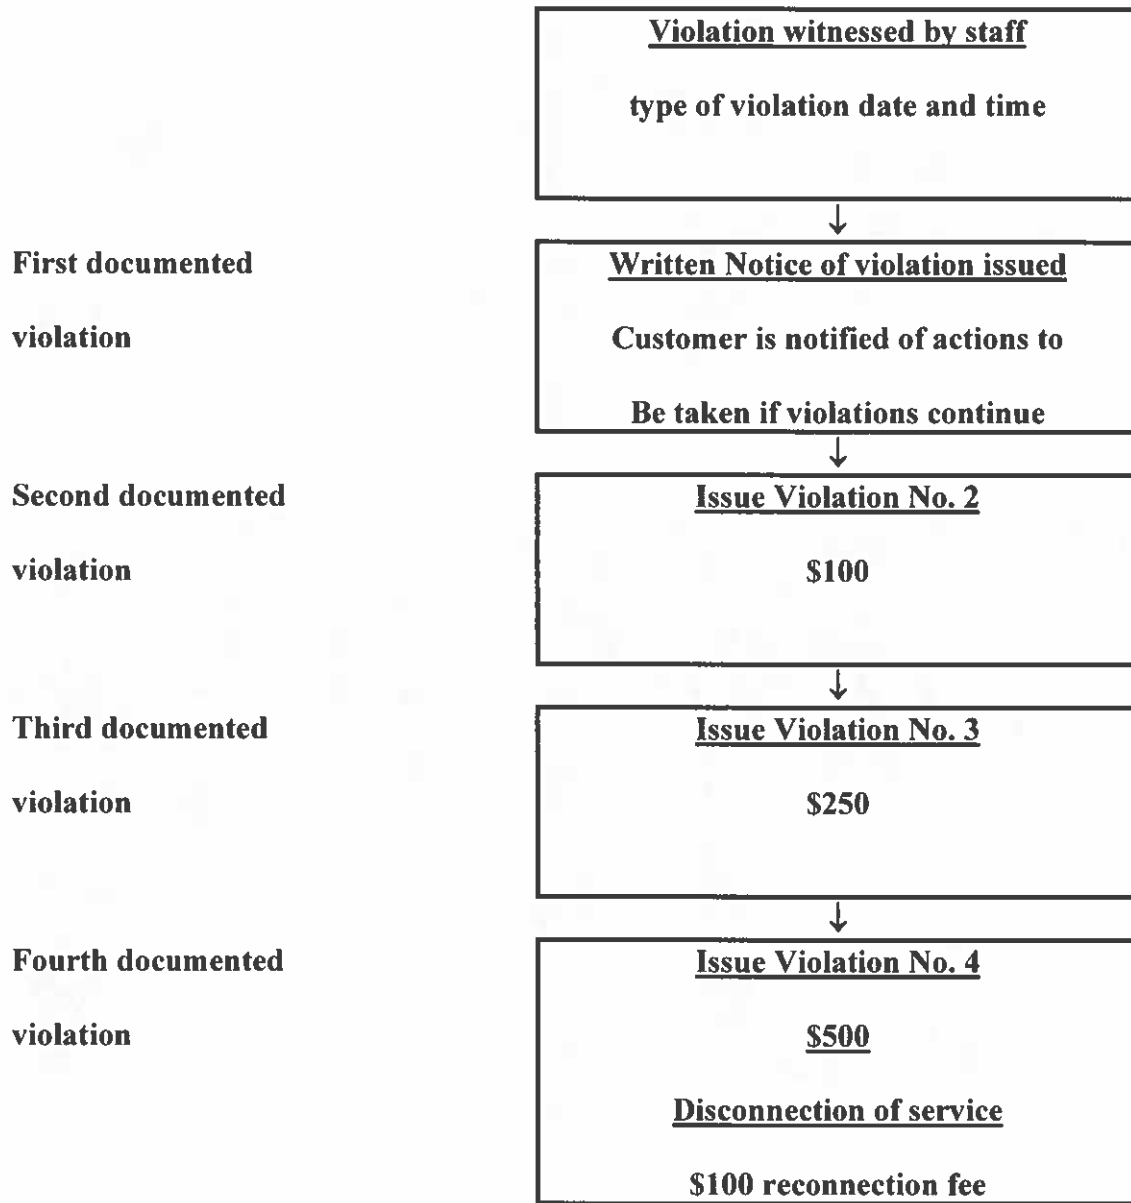 Violation witnessed by staff
type of violation date and time
↓
First documented
violation
Written Notice of violation issued
Customer is notified of actions to
Be taken if violations continue
↓
Second documented
violation
Issue Violation No. 2
$100
↓
Third documented
violation
Issue Violation No. 3
$250
↓
Fourth documented
violation
Issue Violation No. 4
$500
Disconnection of service
$100 reconnection fee